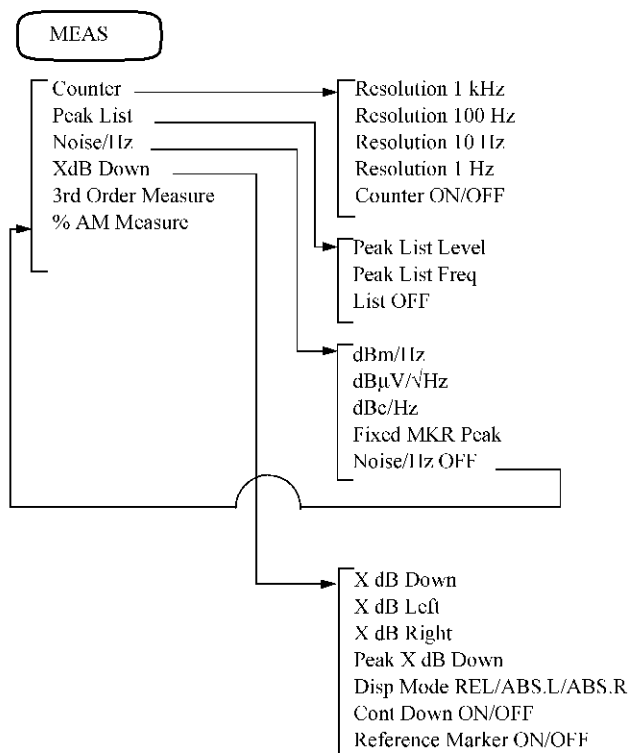 MEAS
Counter
Peak List
Noise/Hz
XdB Down
3rd Order Measure
% AM Measure
Resolution 1 kHz
Resolution 100 Hz
Resolution 10 Hz
Resolution 1 Hz
Counter ON/OFF
Peak List Level
Peak List Freq
List OFF
dBm/Hz
dBμV/√Hz
dBc/Hz
Fixed MKR Peak
Noise/Hz OFF
X dB Down
X dB Left
X dB Right
Peak X dB Down
Disp Mode REL/ABS.L/ABS.R
Cont Down ON/OFF
Reference Marker ON/OFF